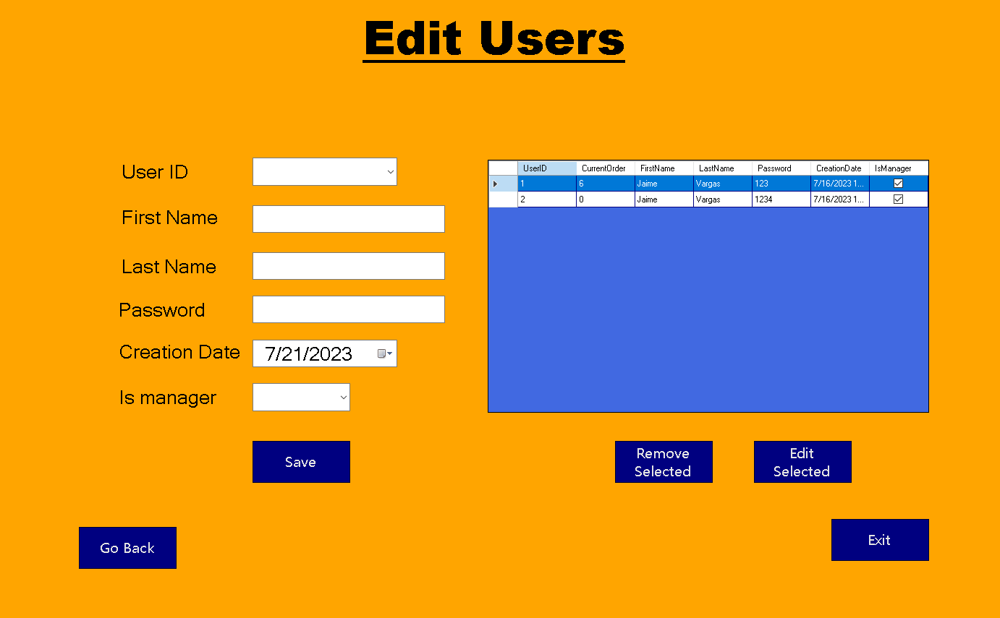 Edit Users
User ID
First Name
Last Name
Password
Creation Date 7/21/2023
Is manager
Save
UserID CurrentOrder FirstName LastName Password CreationDate IsManager
1 6 Jaime Vargas 123 7/16/2023 1...
2 0 Jaime Vargas 1234 7/16/2023 1...
Remove
Selected
Edit
Selected
Go Back
Exit